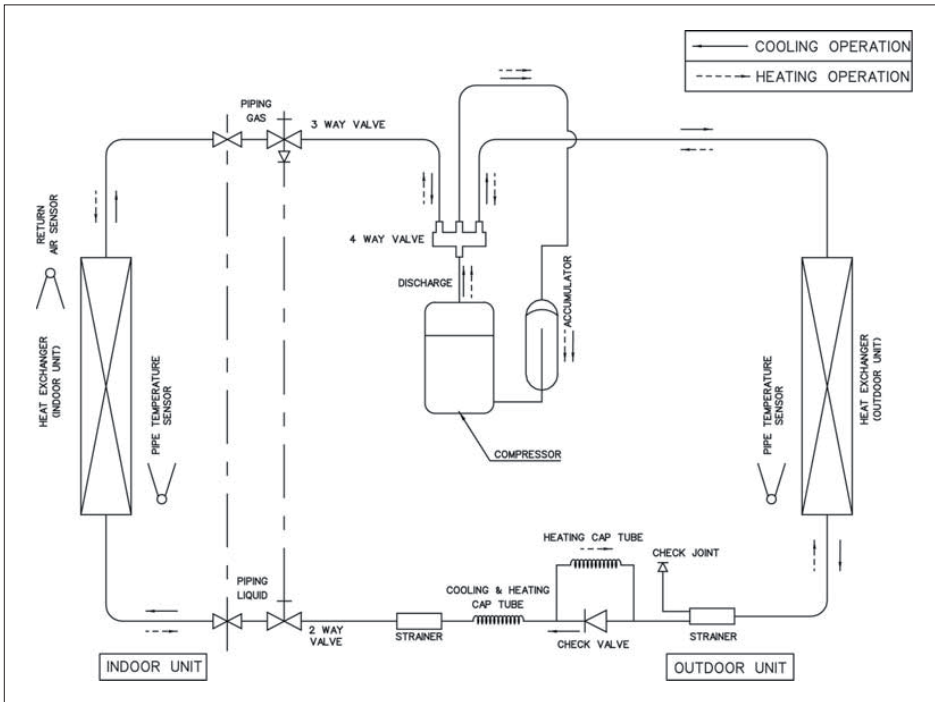 COOLING OPERATION
HEATING OPERATION
PIPING
GAS
3 WAY VALVE
RETURN
AIR SENSOR
4 WAY VALVE
DISCHARGE
ACCUMULATOR
HEAT EXCHANGER
(INDOOR UNIT)
PIPE TEMPERATURE
SENSOR
COMPRESSOR
PIPE TEMPERATURE
SENSOR
HEAT EXCHANGER
(OUTDOOR UNIT)
HEATING CAP TUBE
CHECK JOINT
PIPING
LIQUID
COOLING & HEATING
CAP TUBE
2 WAY
VALVE
STRAINER
CHECK VALVE
STRAINER
INDOOR UNIT
OUTDOOR UNIT